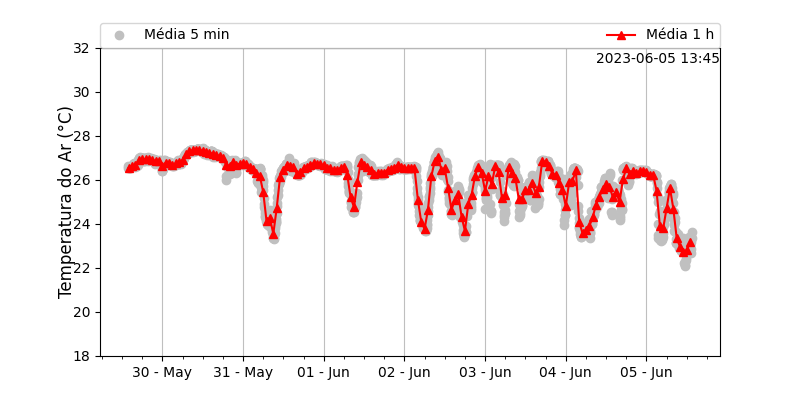 Média 5 min
Média 1 h
2023-06-05 13:45
Temperatura do Ar (°C)
32
30
28
26
24
22
20
18
30 - May
31 - May
01 - Jun
02 - Jun
03 - Jun
04 - Jun
05 - Jun